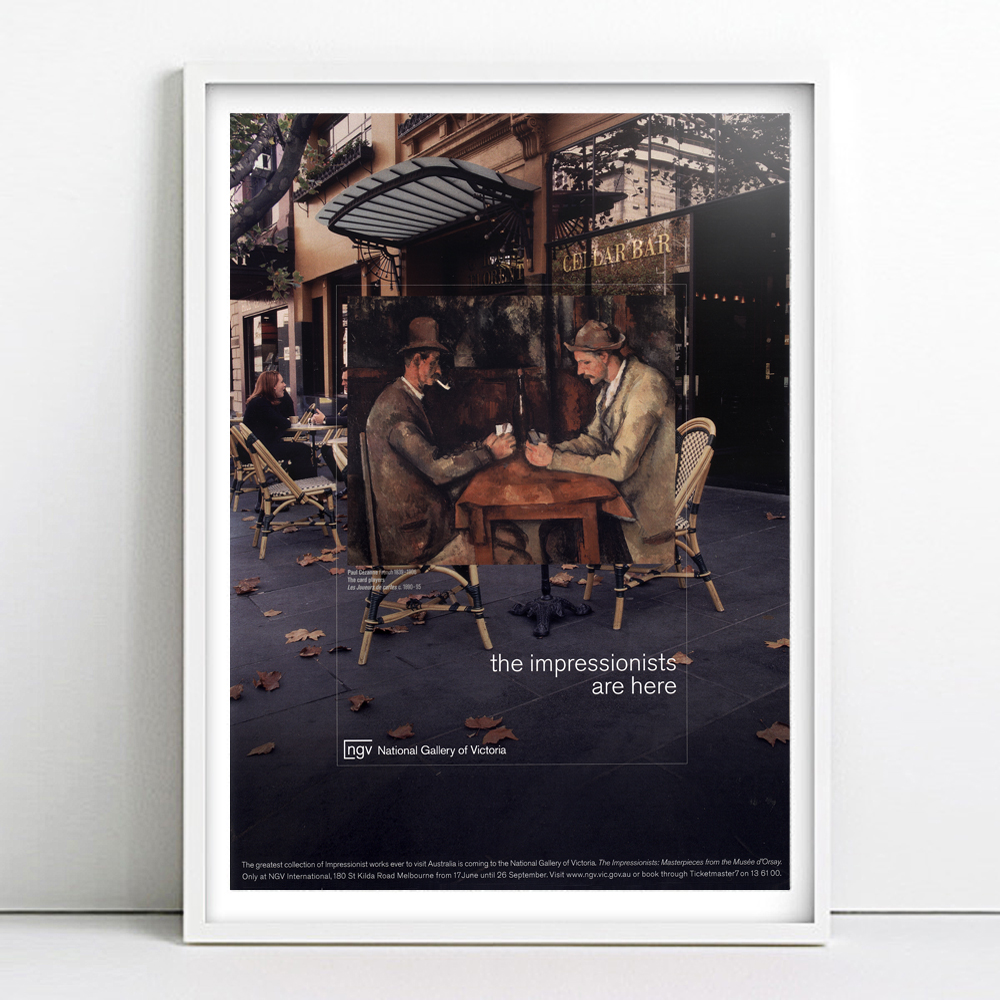 CELLAR BAR
Paul Cézanne French 1839–1906
The card players
Les Joueurs de cartes c. 1890–95
the impressionists
are here
ngv National Gallery of Victoria
The greatest collection of Impressionist works ever to visit Australia is coming to the National Gallery of Victoria. The Impressionists: Masterpieces from the Musée d'Orsay.
Only at NGV International, 180 St Kilda Road Melbourne from 17 June until 26 September. Visit www.ngv.vic.gov.au or book through Ticketmaster7 on 13 61 00.